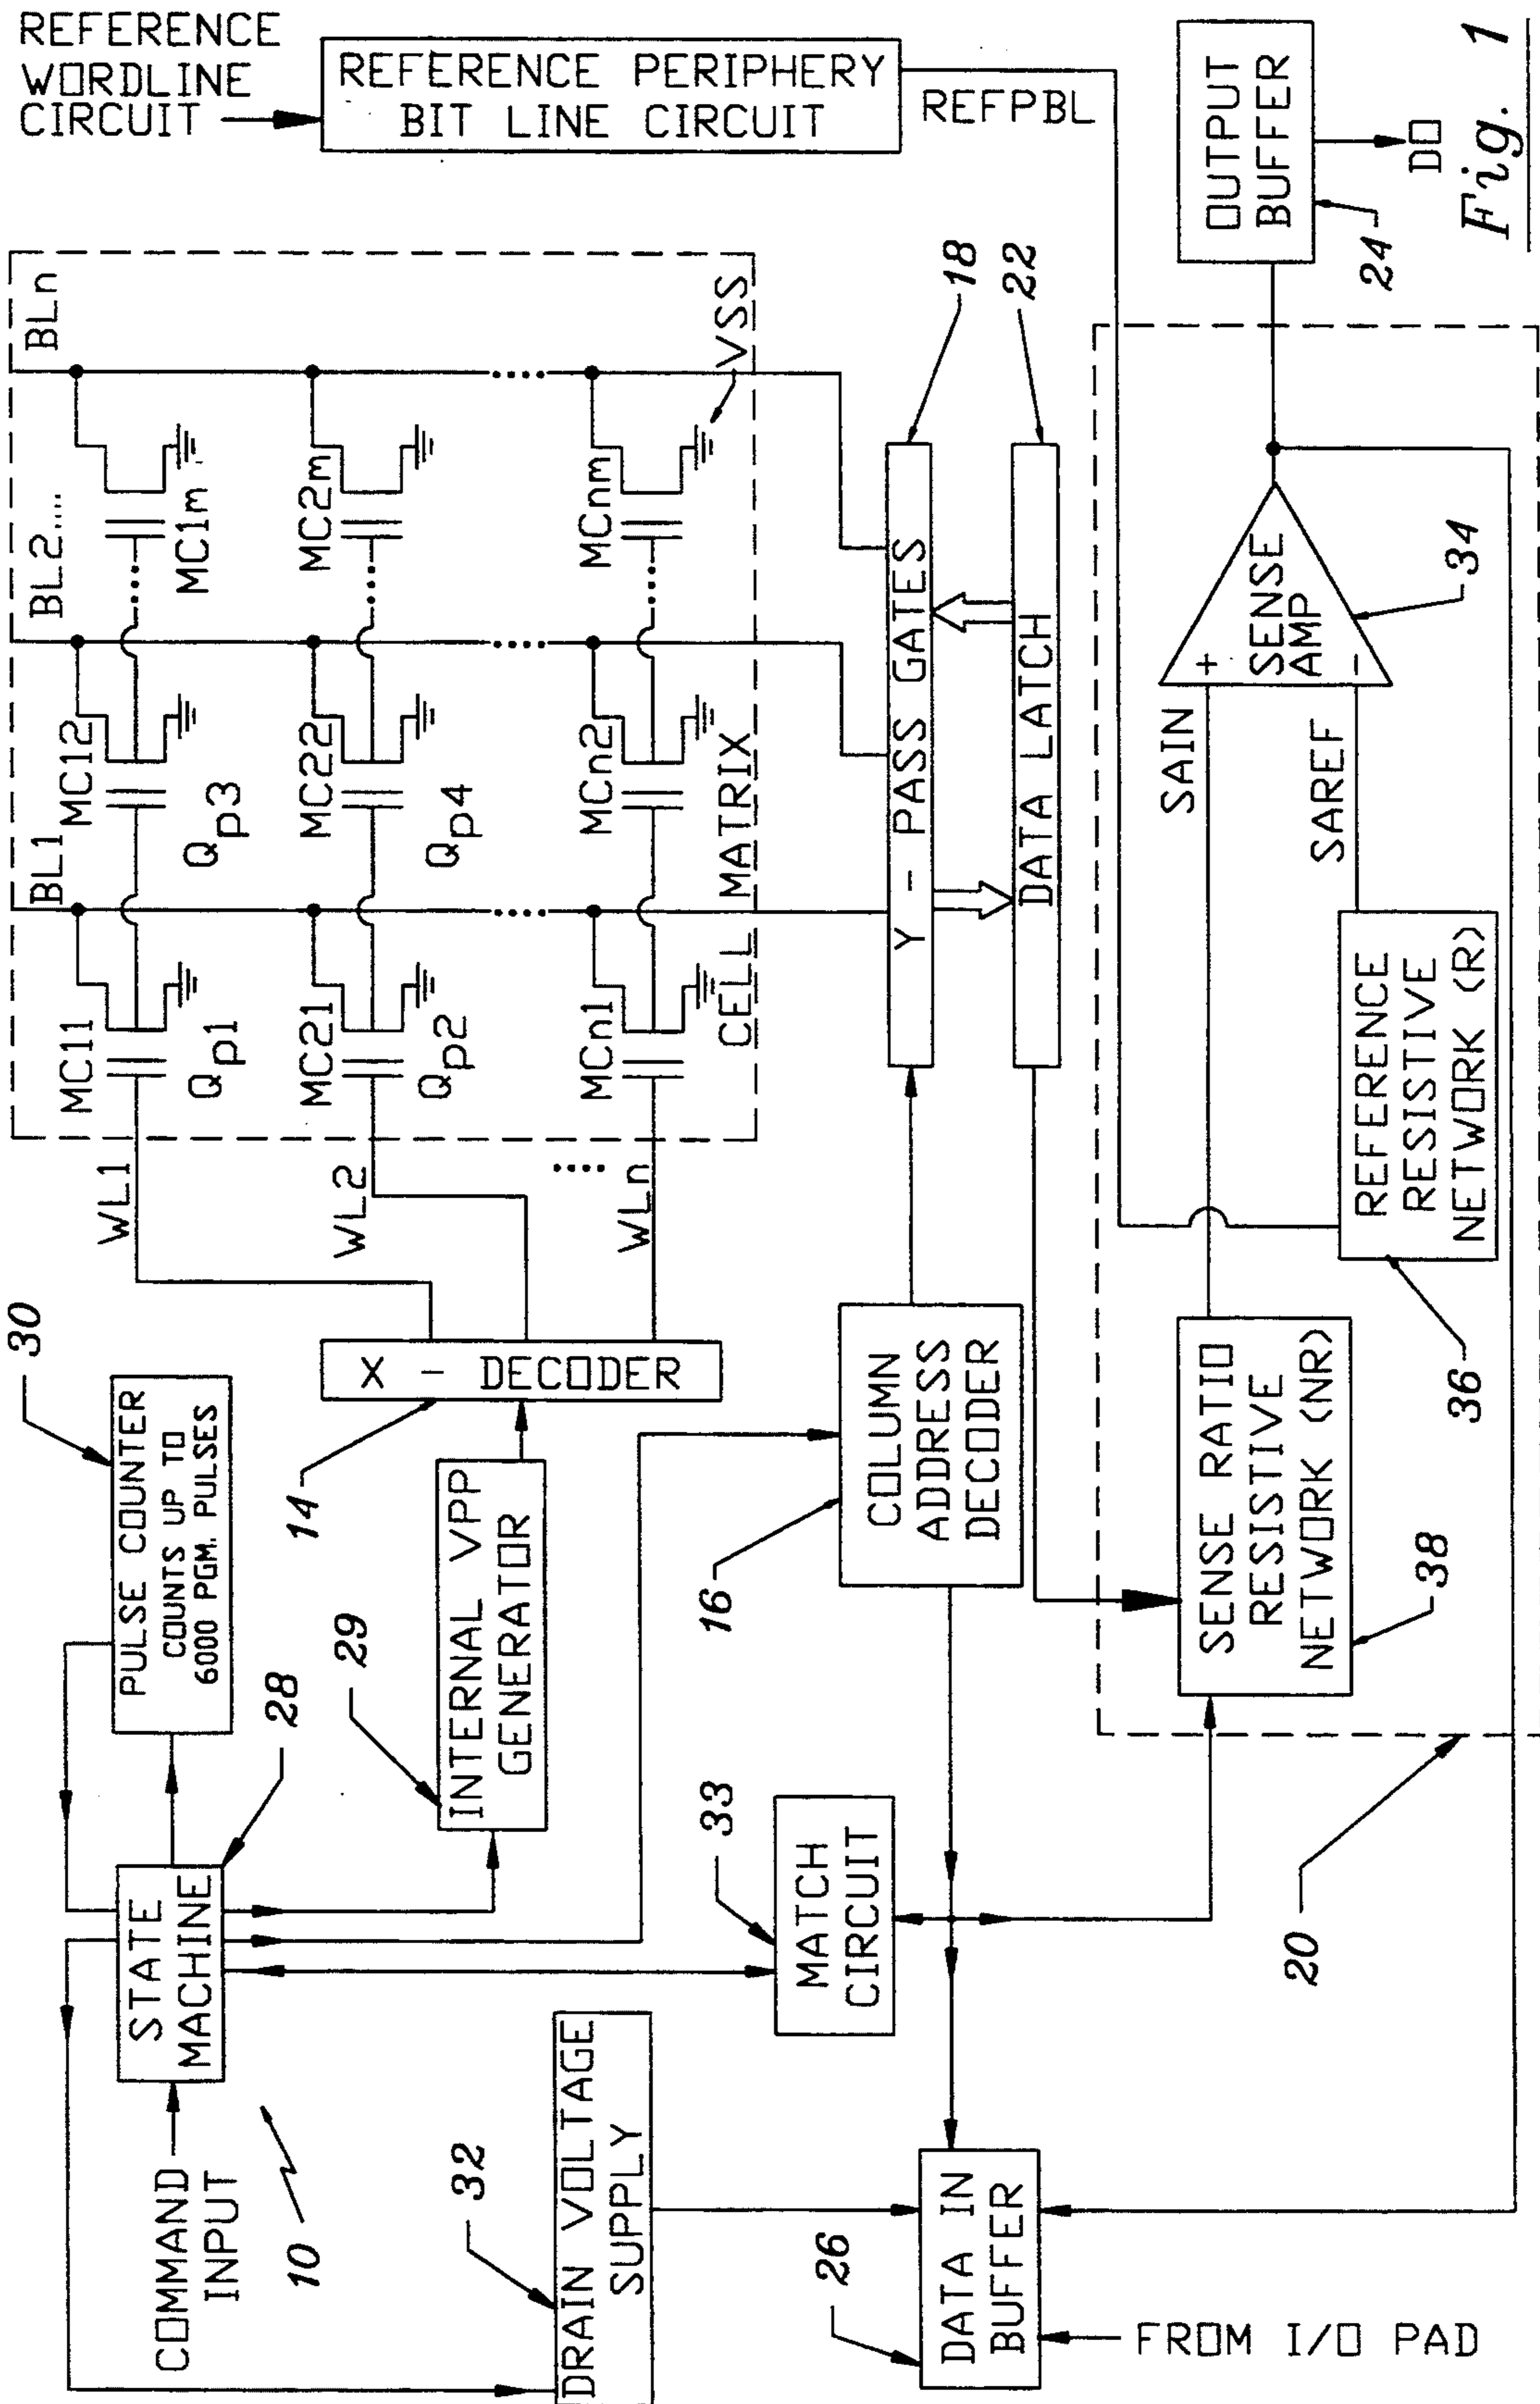 COMMAND
INPUT
10
STATE
MACHINE
28
PULSE COUNTER
COUNTS UP TO
6000 PGM. PULSES
30
DRAIN VOLTAGE
SUPPLY
32
INTERNAL VPP
GENERATOR
29
X - DECODER
14
WL1
WL2
....
WLn
BL1
BL2....
BLn
MC11
MC12
MC1m
Qp1
Qp3
MC21
MC22
MC2m
Qp2
Qp4
MCn1
MCn2
MCnm
VSS
CELL MATRIX
REFERENCE
WORDLINE
CIRCUIT
REFERENCE PERIPHERY
BIT LINE CIRCUIT
REFPBL
MATCH
CIRCUIT
33
COLUMN
ADDRESS
DECODER
16
Y - PASS GATES
18
DATA LATCH
22
DATA IN
BUFFER
26
FROM I/O PAD
20
SENSE RATIO
RESISTIVE
NETWORK (NR)
38
REFERENCE
RESISTIVE
NETWORK (R)
36
SAIN
SAREF
+
SENSE
AMP
-
34
OUTPUT
BUFFER
24
DO
Fig. 1